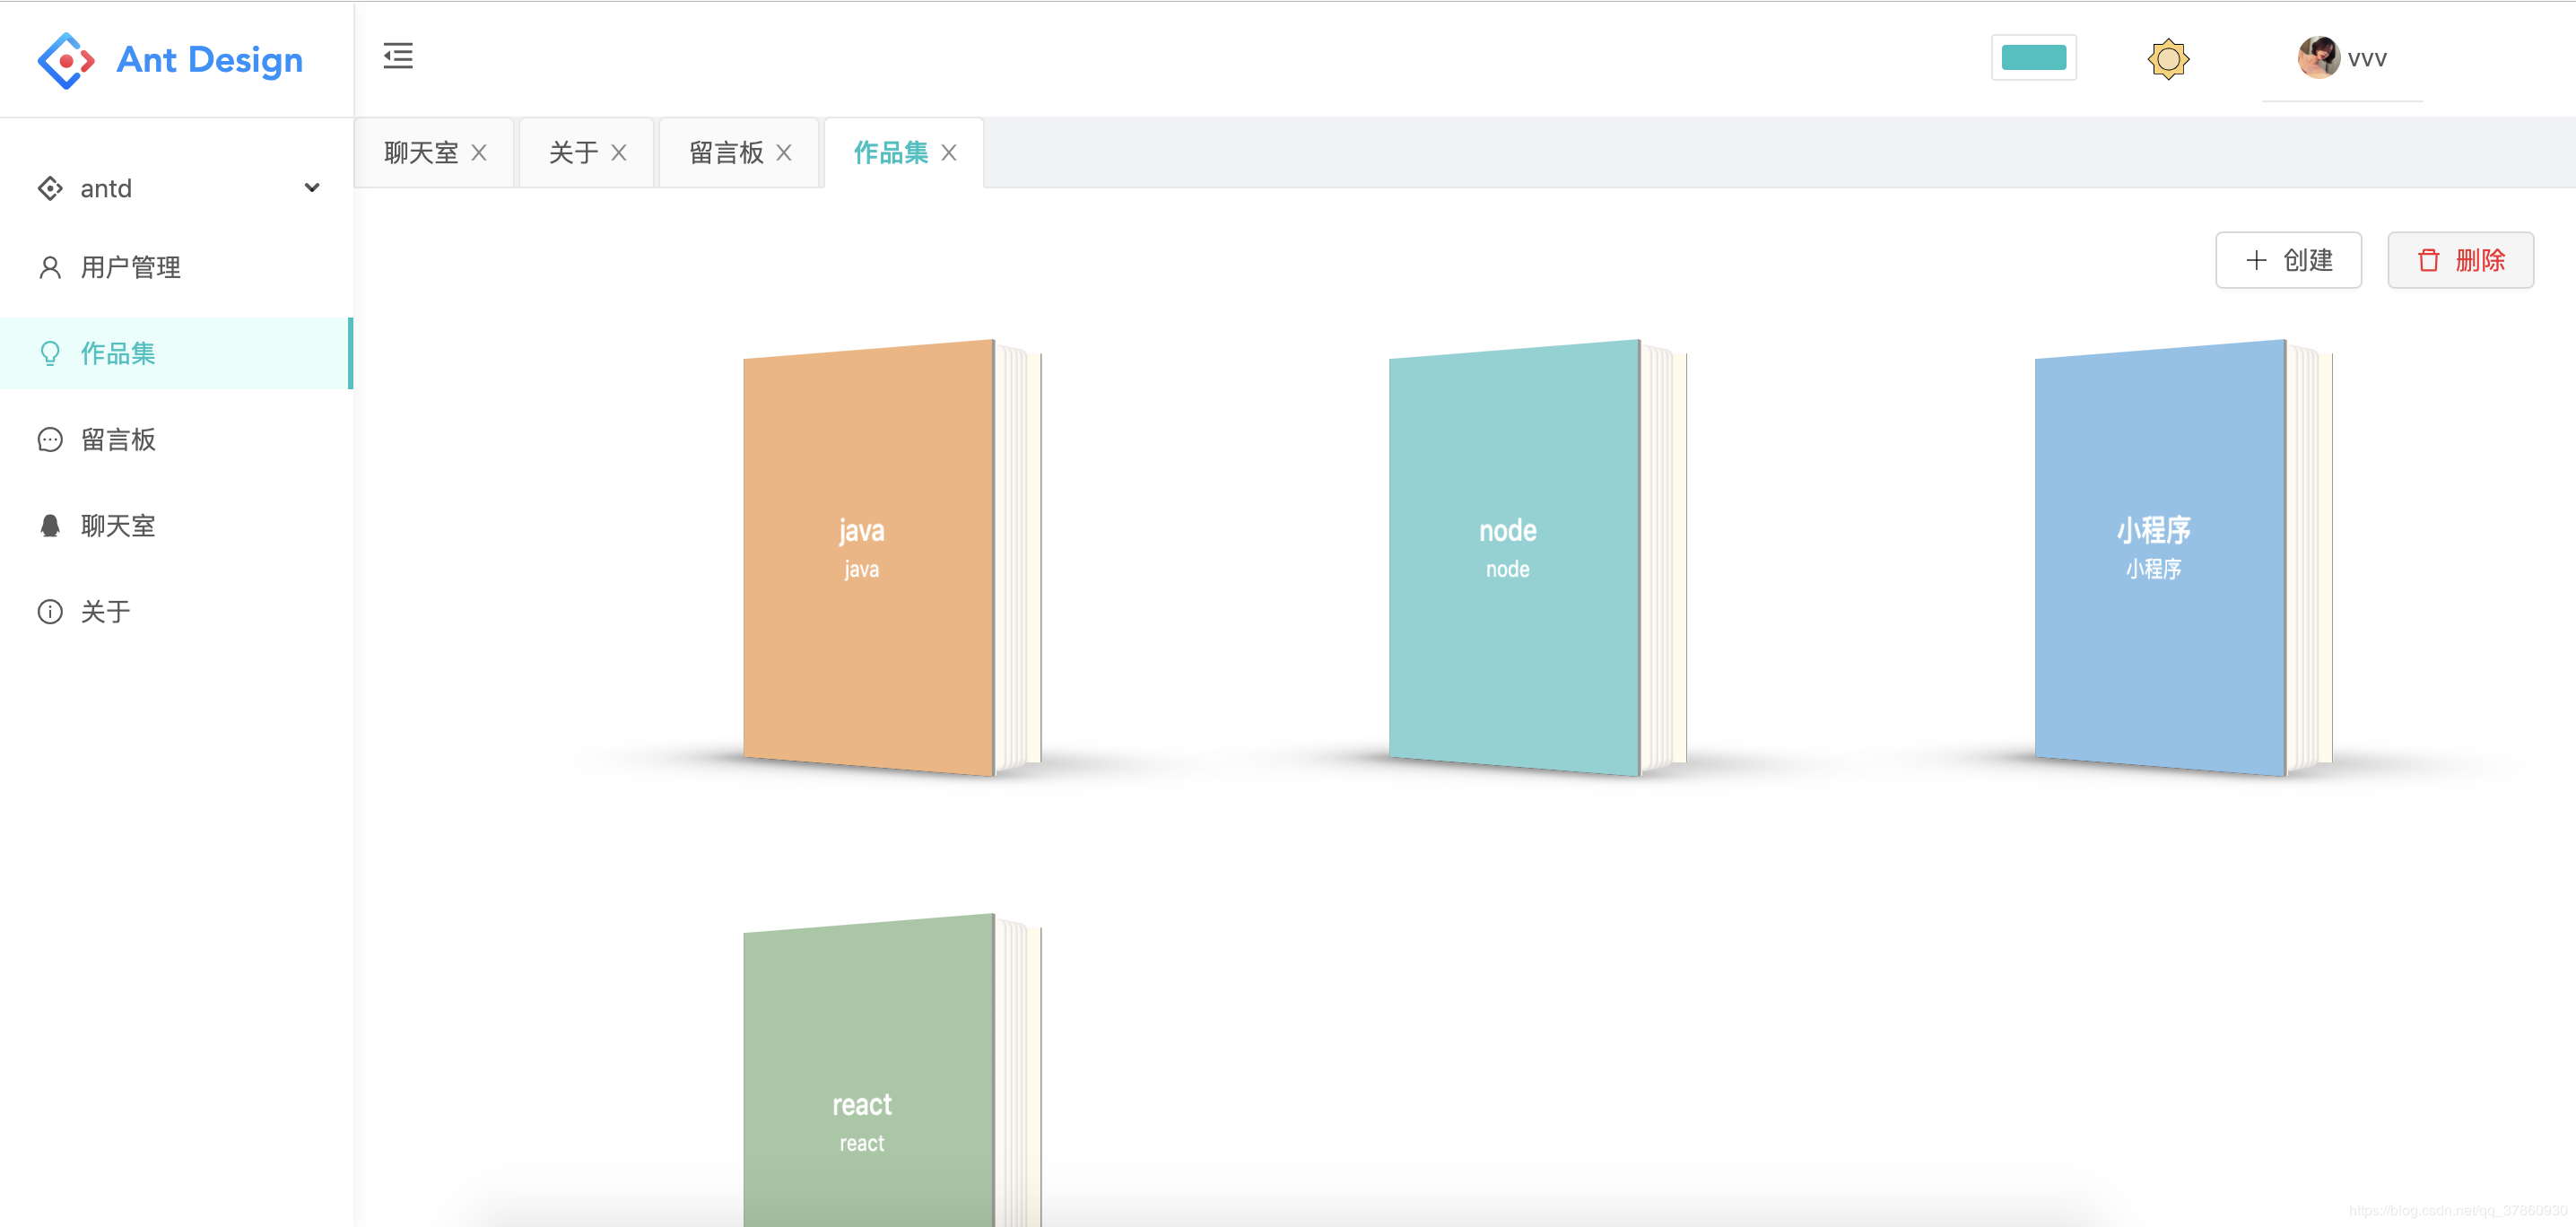 Ant Design
vvv
聊天室
关于
留言板
作品集
antd
用户管理
作品集
留言板
聊天室
关于
创建
删除
java
java
node
node
小程序
小程序
react
react
https://blog.csdn.net/qq_37860930